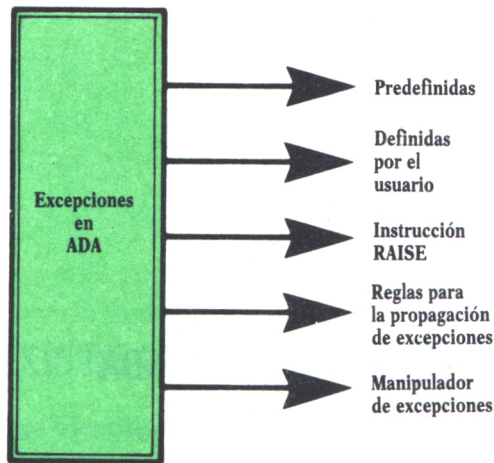 Excepciones
en
ADA
Predefinidas
Definidas
por el
usuario
Instrucción
RAISE
Reglas para
la propagación
de excepciones
Manipulador
de excepciones